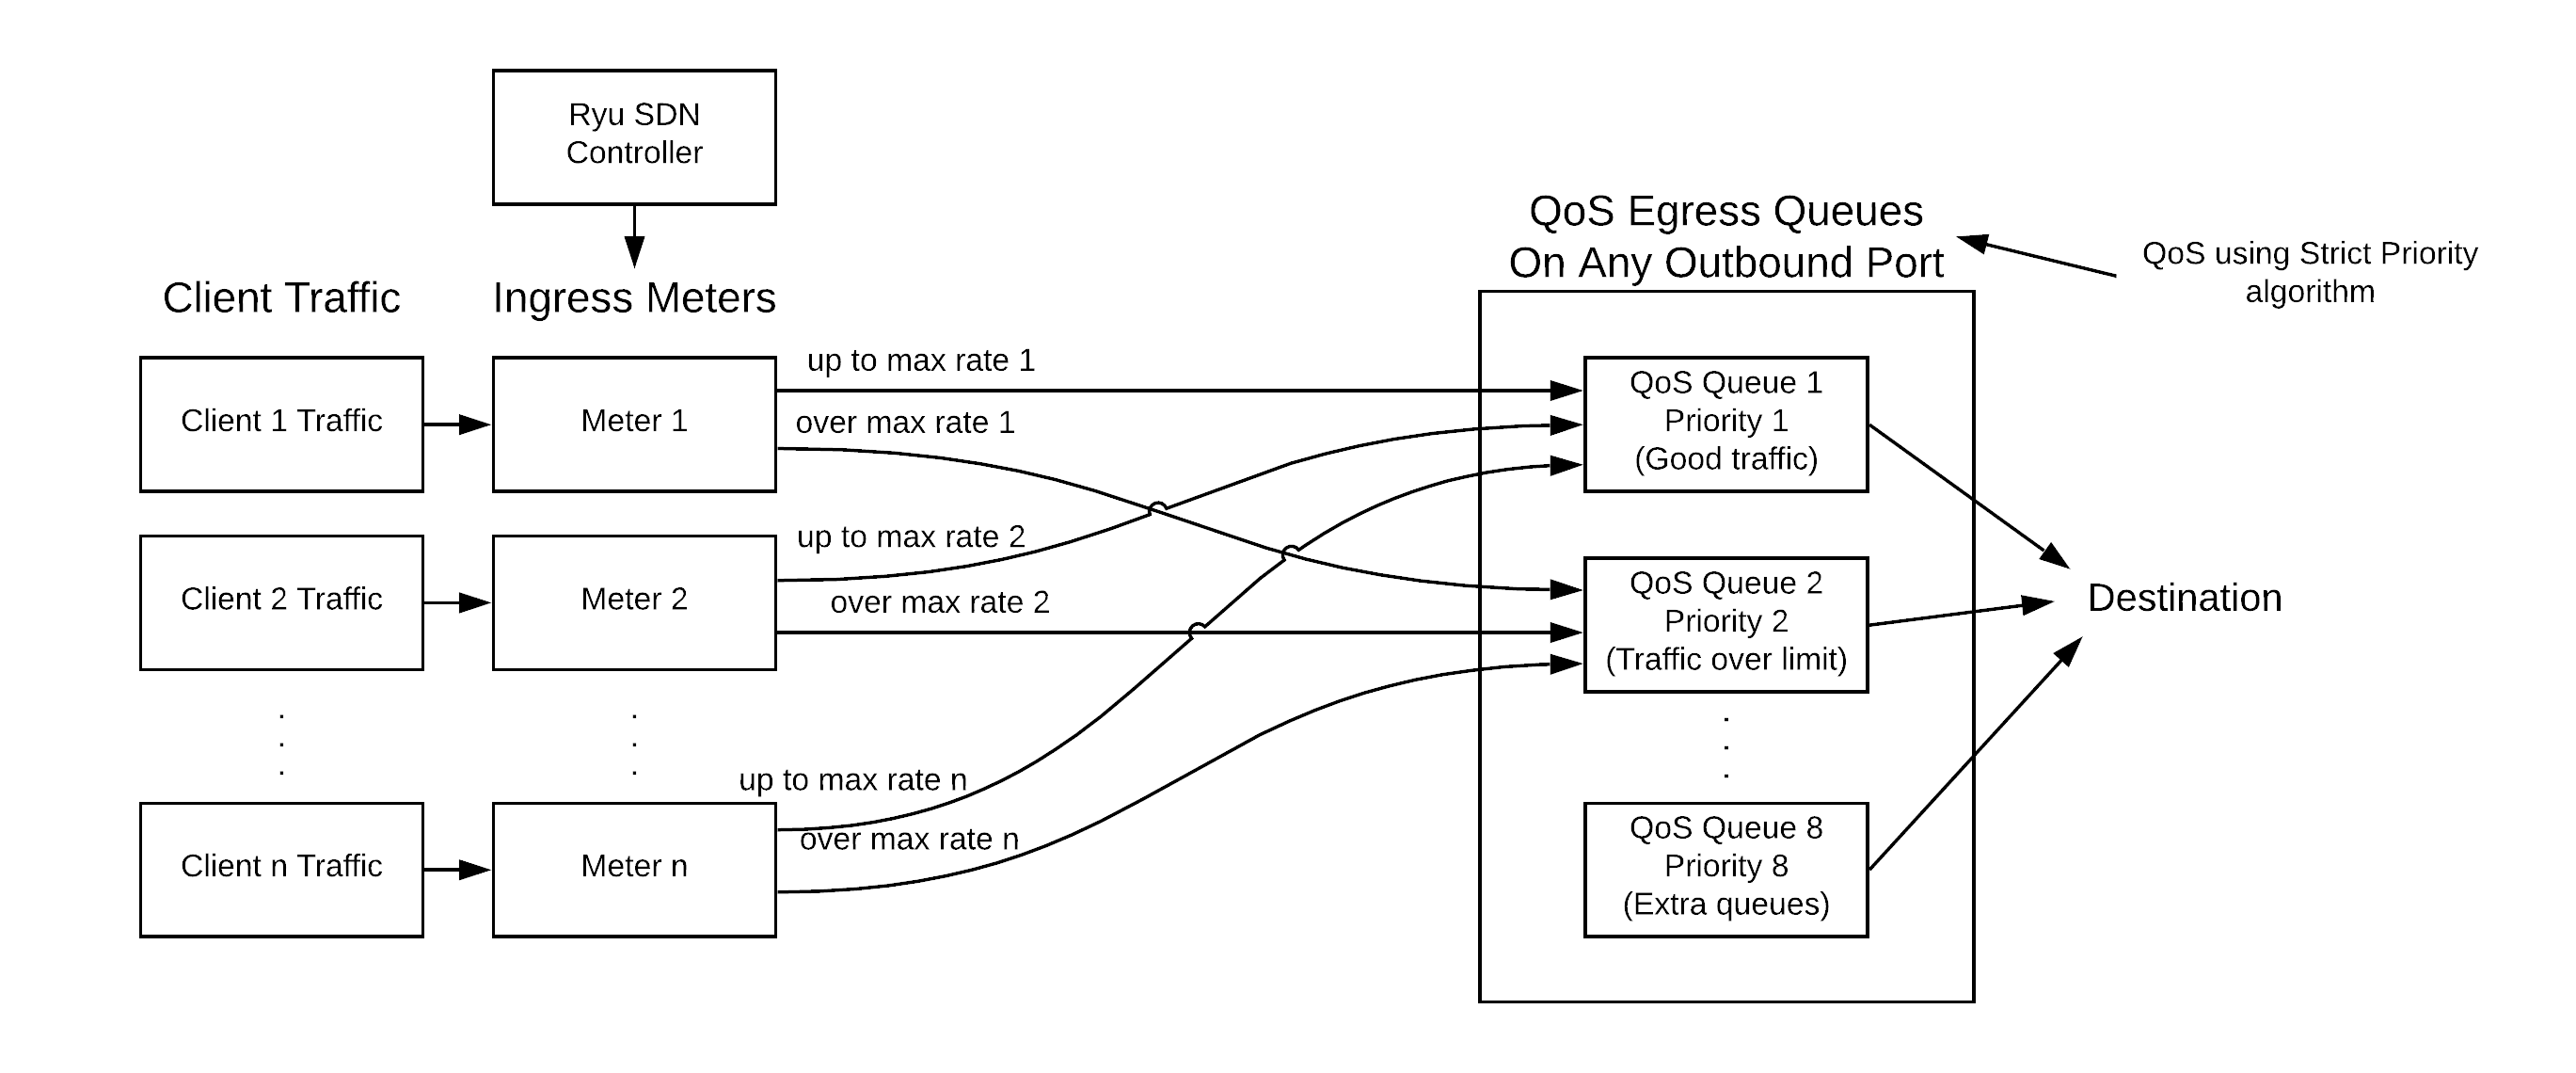 Ryu SDN
Controller
QoS Egress Queues
On Any Outbound Port
QoS using Strict Priority
algorithm
Client Traffic
Ingress Meters
Client 1 Traffic
Meter 1
up to max rate 1
over max rate 1
QoS Queue 1
Priority 1
(Good traffic)
Client 2 Traffic
Meter 2
up to max rate 2
over max rate 2
QoS Queue 2
Priority 2
(Traffic over limit)
Destination
.
.
.
.
.
.
.
.
.
Client n Traffic
Meter n
up to max rate n
over max rate n
QoS Queue 8
Priority 8
(Extra queues)